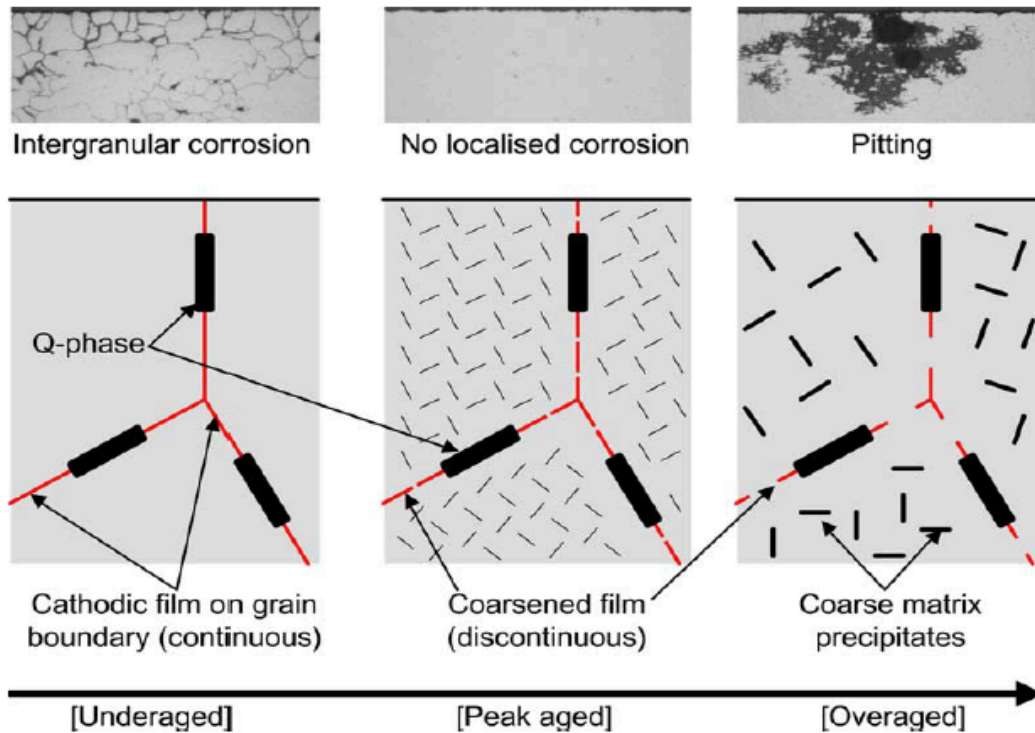 Intergranular corrosion
No localised corrosion
Pitting
Q-phase
Cathodic film on grain
boundary (continuous)
Coarsened film
(discontinuous)
Coarse matrix
precipitates
[Underaged]
[Peak aged]
[Overaged]